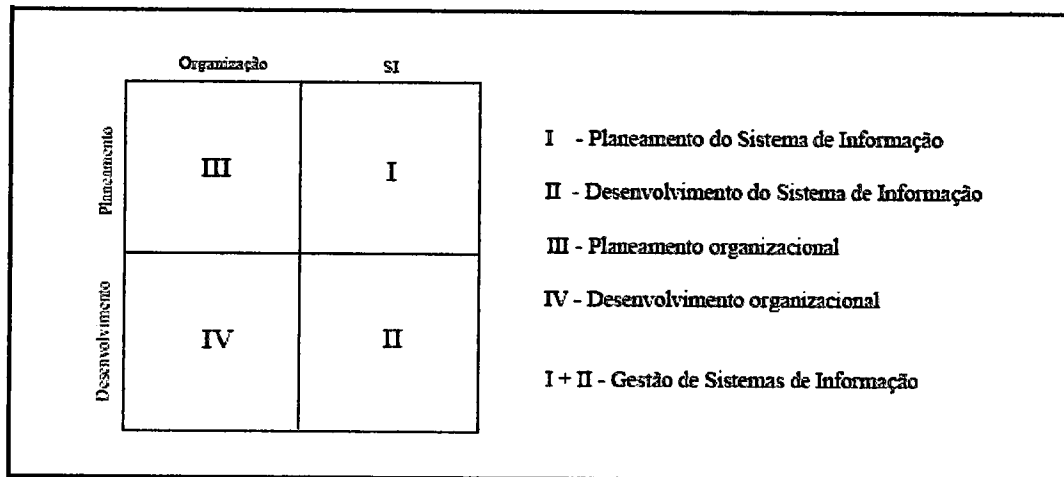 Organização SI
Planeamento
III I
Desenvolvimento
IV II
I - Planeamento do Sistema de Informação
II - Desenvolvimento do Sistema de Informação
III - Planeamento organizacional
IV - Desenvolvimento organizacional
I + II - Gestão de Sistemas de Informação